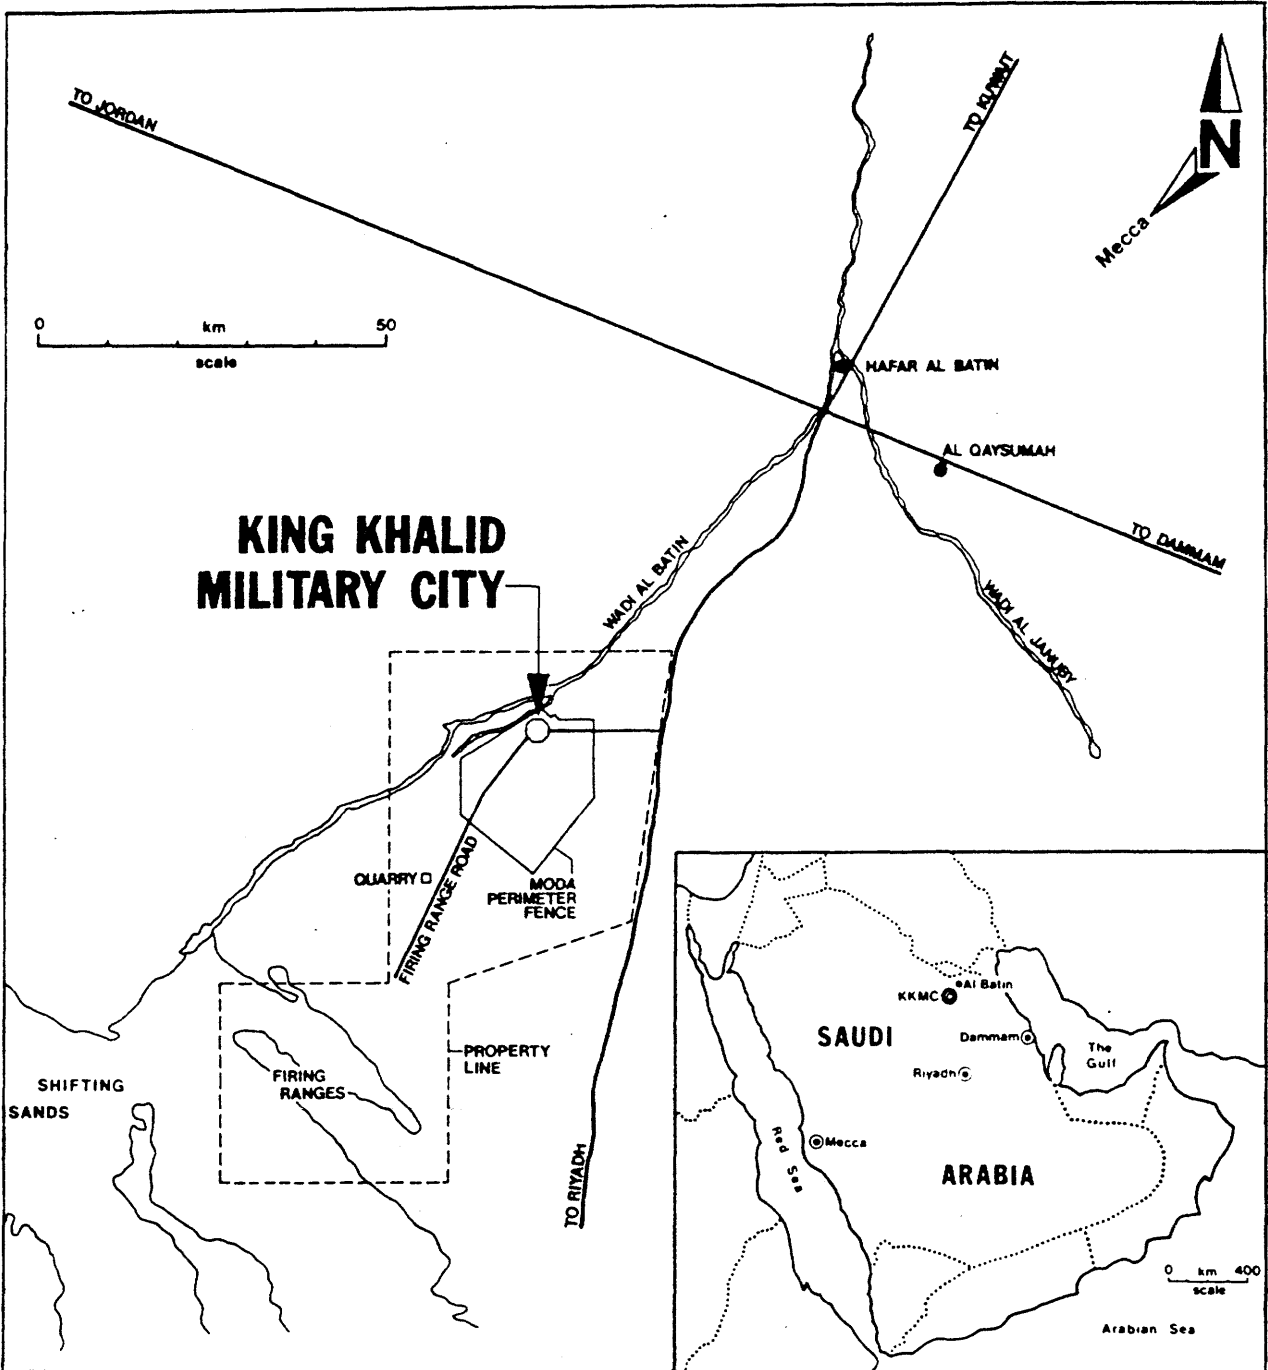 TO JORDAN
TO KUWAIT
N
Mecca
0 km 50
scale
HAFAR AL BATIN
AL QAYSUMAH
TO DAMMAM
KING KHALID
MILITARY CITY
WADI AL BATIN
WADI AL JANUBY
QUARRY
FIRING RANGE ROAD
MODA
PERIMETER
FENCE
PROPERTY
LINE
FIRING
RANGES
SHIFTING
SANDS
TO RIYADH
Al Batin
KKMC
SAUDI
Dammam
The
Gulf
Riyadh
Red Sea
Mecca
ARABIA
0 km 400
scale
Arabian Sea